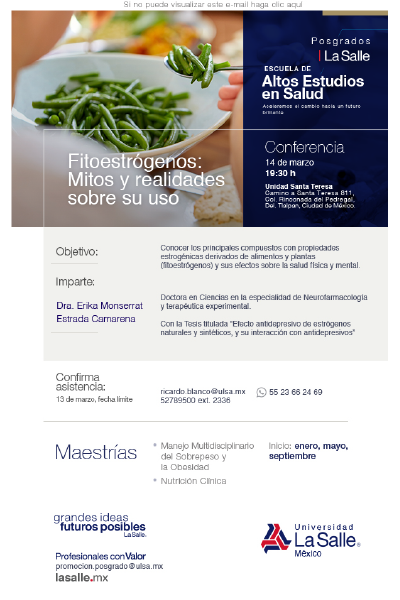 Si no puede visualizar este e-mail haga clic aquí
Posgrados
La Salle
ESCUELA DE
Altos Estudios
en Salud
Aceleremos el cambio hacia un futuro
brillante
Conferencia
14 de marzo
19:30 h
Unidad Santa Teresa
Camino a Santa Teresa 811,
Col. Rinconada del Pedregal,
Del. Tlalpan, Ciudad de México.
Fitoestrógenos:
Mitos y realidades
sobre su uso
Objetivo:
Conocer los principales compuestos con propiedades
estrogénicas derivados de alimentos y plantas
(fitoestrógenos) y sus efectos sobre la salud física y mental.
Imparte:
Dra. Erika Monserrat
Estrada Camarena
Doctora en Ciencias en la especialidad de Neurofarmacología
y terapéutica experimental.
Con la Tesis titulada "Efecto antidepresivo de estrógenos
naturales y sintéticos, y su interacción con antidepresivos"
Confirma
asistencia:
13 de marzo, fecha límite
ricardo.blanco@ulsa.mx
52789500 ext. 2336
55 23 66 24 69
Maestrías
• Manejo Multidisciplinario
del Sobrepeso y
la Obesidad
• Nutrición Clínica
Inicio: enero, mayo,
septiembre
grandes ideas
futuros posibles
La Salle.
Profesionales con Valor
promocion.posgrado@ulsa.mx
lasalle.mx
Universidad
La Salle®
México